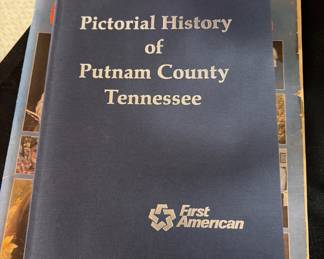 Pictorial History
of
Putnam County
Tennessee
First
American